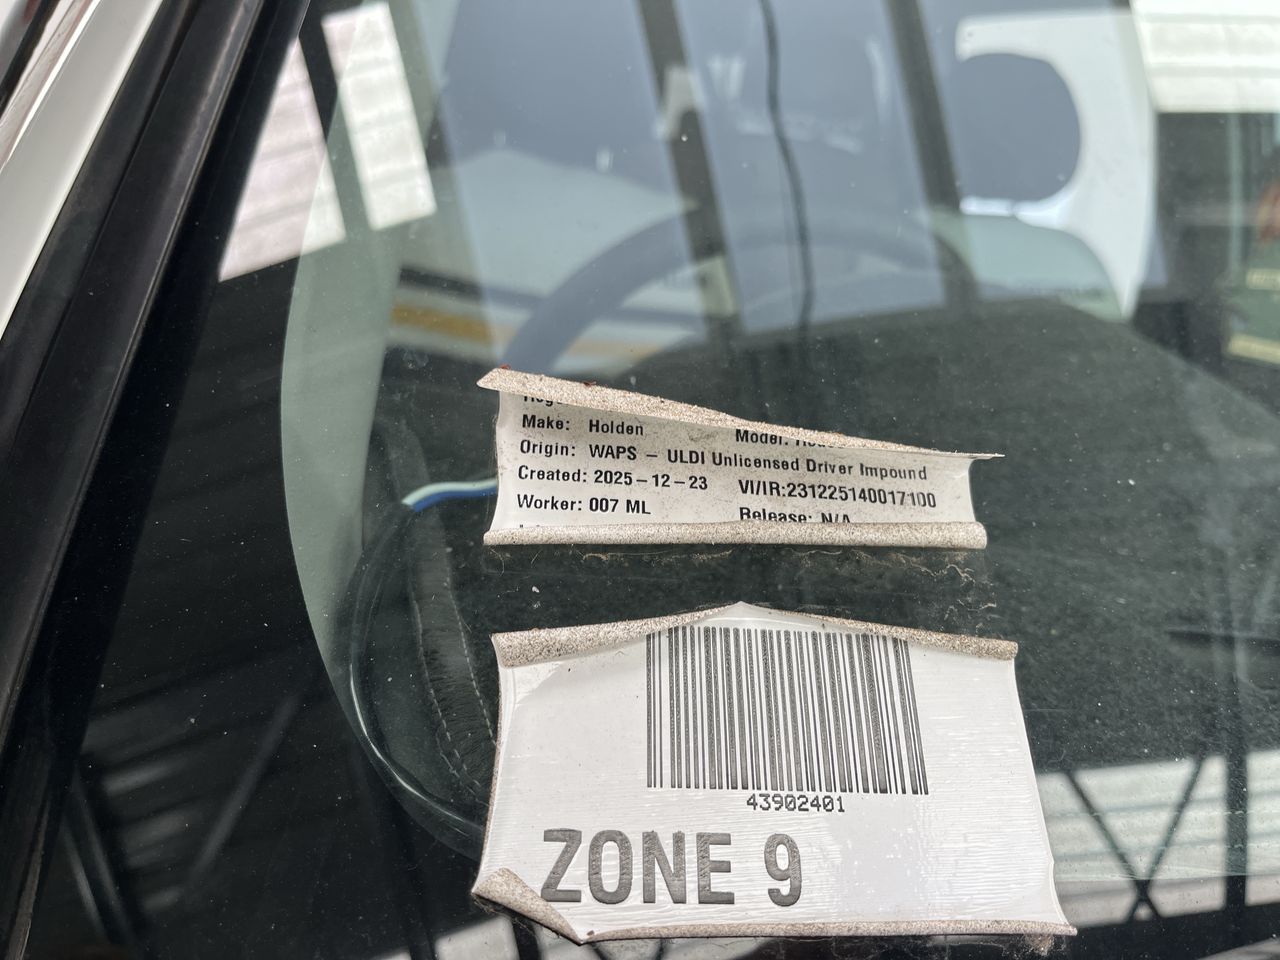 Make: Holden Model:
Origin: WAPS – ULDI Unlicensed Driver Impound
Created: 2025–12–23 VI/IR:231225140017100
Worker: 007 ML Release: N/A
43902401
ZONE 9